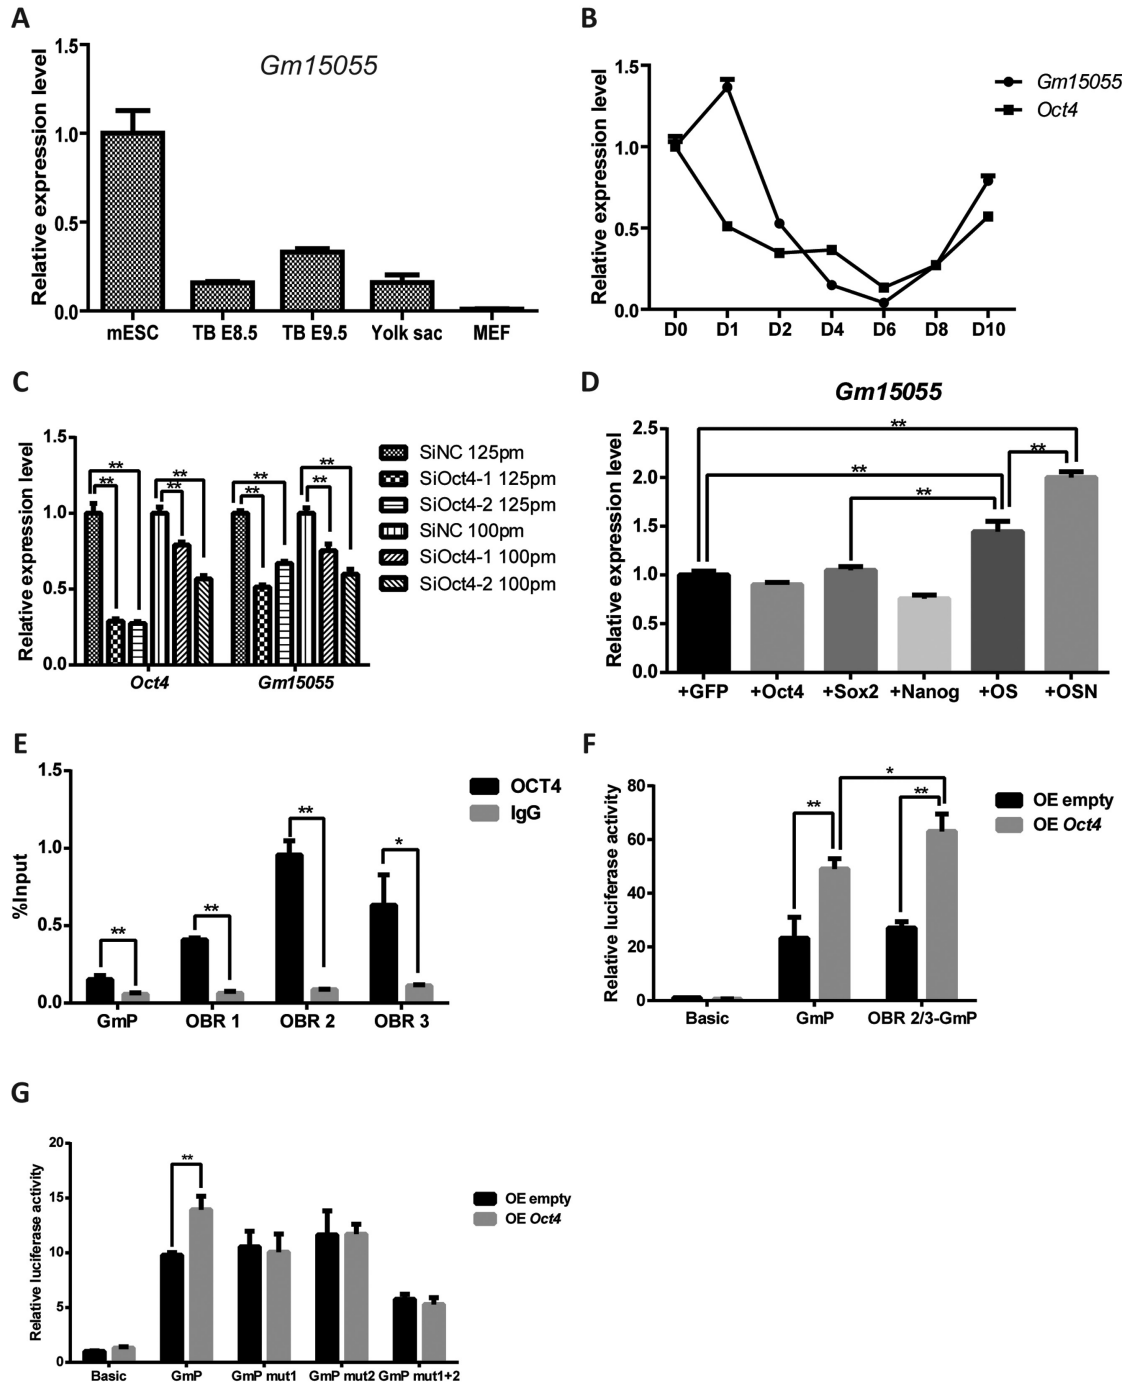 A
Gm15055
Relative expression level
1.5
1.0
0.5
0.0
mESC
TB E8.5
TB E9.5
Yolk sac
MEF
B
Relative expression level
1.5
1.0
0.5
0.0
D0
D1
D2
D4
D6
D8
D10
Gm15055
Oct4
C
Relative expression level
1.5
1.0
0.5
0.0
**
**
**
**
**
**
**
**
Oct4
Gm15055
SiNC 125pm
SiOct4-1 125pm
SiOct4-2 125pm
SiNC 100pm
SiOct4-1 100pm
SiOct4-2 100pm
D
Gm15055
Relative expression level
2.5
2.0
1.5
1.0
0.5
0.0
**
**
**
**
+GFP
+Oct4
+Sox2
+Nanog
+OS
+OSN
E
%Input
1.5
1.0
0.5
0.0
**
**
**
*
GmP
OBR 1
OBR 2
OBR 3
OCT4
IgG
F
Relative luciferase activity
80
60
40
20
0
**
*
**
Basic
GmP
OBR 2/3-GmP
OE empty
OE Oct4
G
Relative luciferase activity
20
15
10
5
0
**
Basic
GmP
GmP mut1
GmP mut2
GmP mut1+2
OE empty
OE Oct4